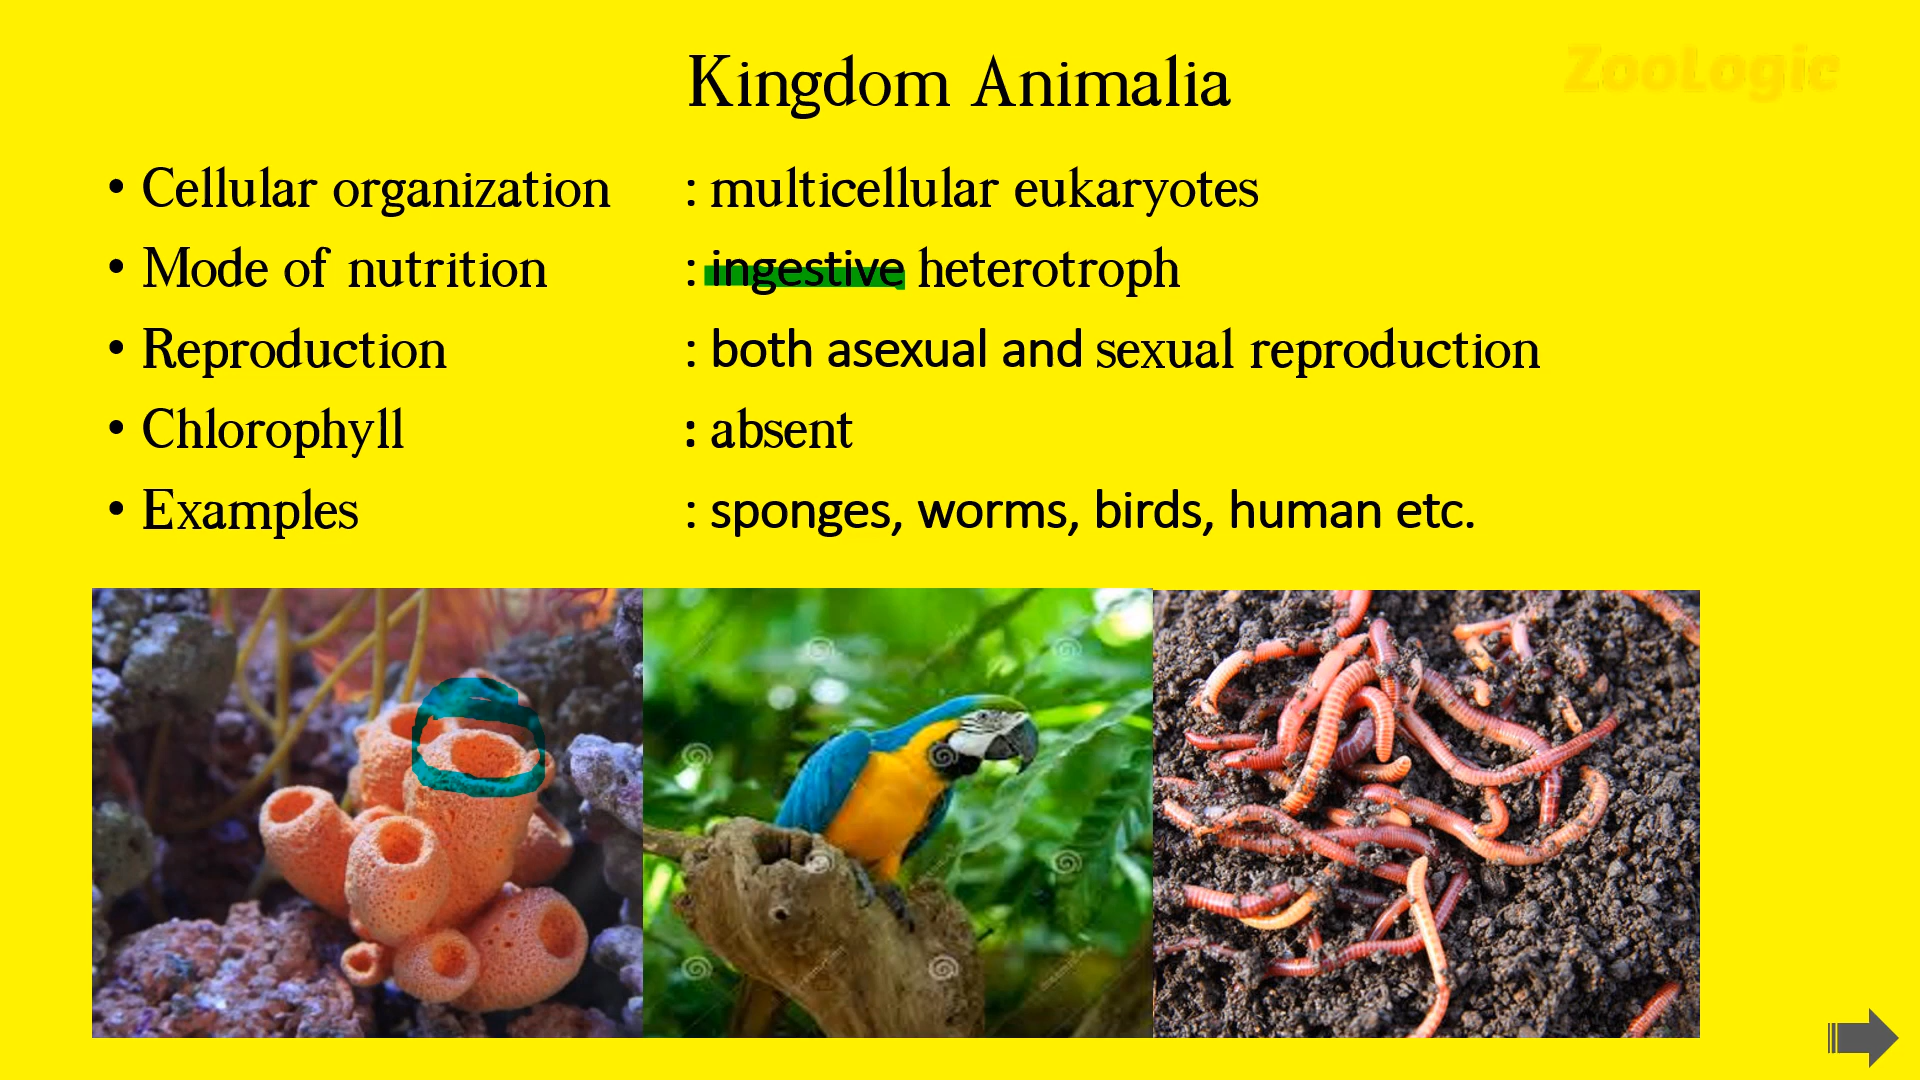 Kingdom Animalia
ZooLogic
• Cellular organization : multicellular eukaryotes
• Mode of nutrition : ingestive heterotroph
• Reproduction : both asexual and sexual reproduction
• Chlorophyll : absent
• Examples : sponges, worms, birds, human etc.